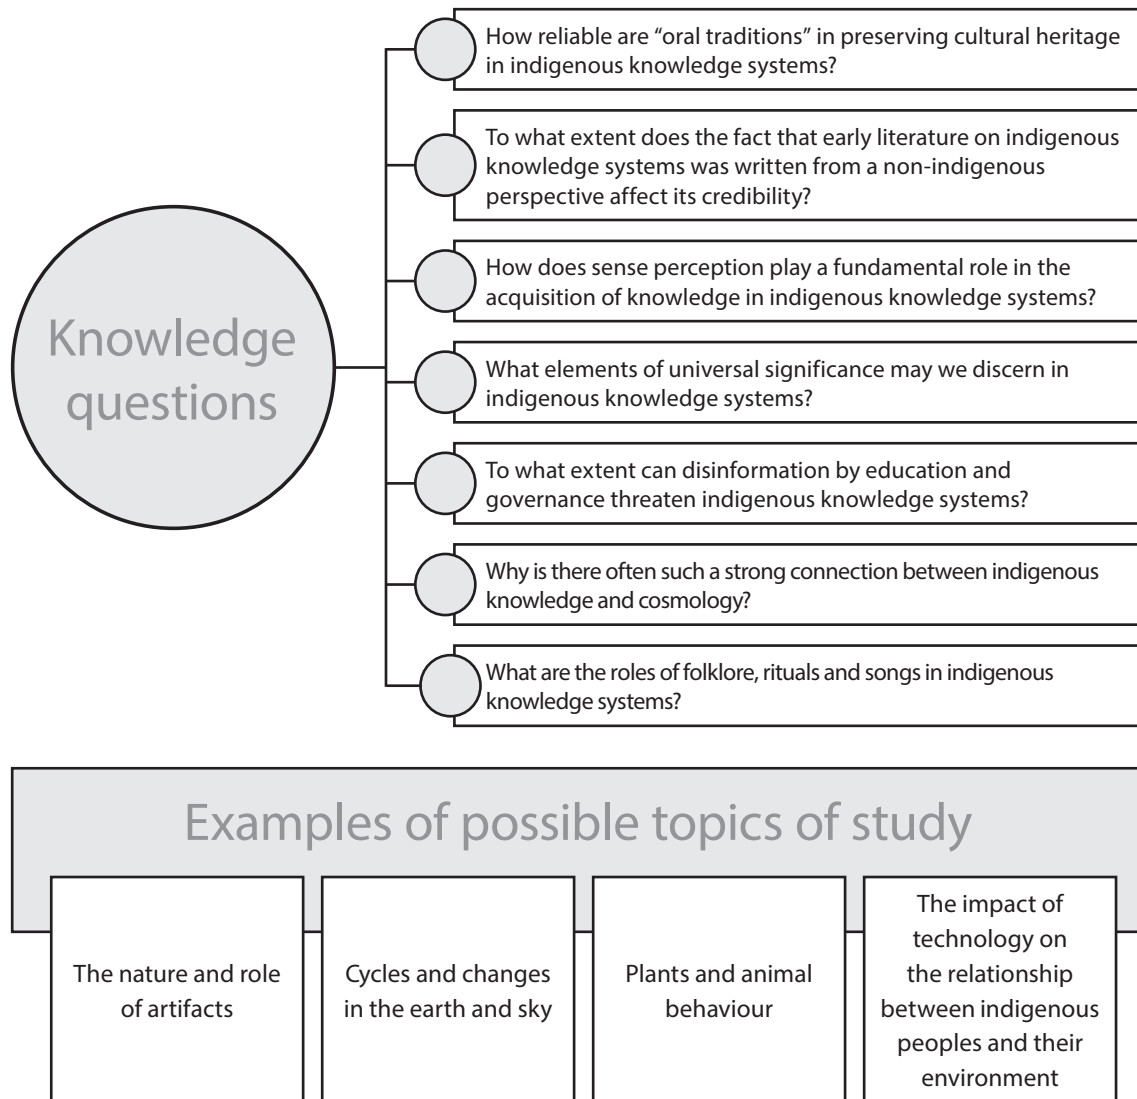 How reliable are “oral traditions” in preserving cultural heritage
in indigenous knowledge systems?
To what extent does the fact that early literature on indigenous
knowledge systems was written from a non-indigenous
perspective affect its credibility?
How does sense perception play a fundamental role in the
acquisition of knowledge in indigenous knowledge systems?
Knowledge
questions
What elements of universal significance may we discern in
indigenous knowledge systems?
To what extent can disinformation by education and
governance threaten indigenous knowledge systems?
Why is there often such a strong connection between indigenous
knowledge and cosmology?
What are the roles of folklore, rituals and songs in indigenous
knowledge systems?
Examples of possible topics of study
The nature and role
of artifacts
Cycles and changes
in the earth and sky
Plants and animal
behaviour
The impact of
technology on
the relationship
between indigenous
peoples and their
environment